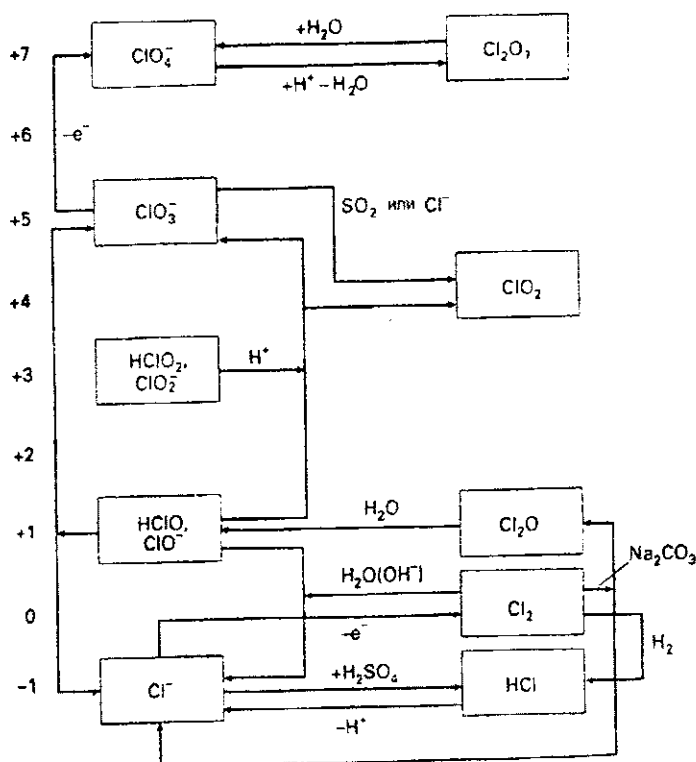 +H₂O
+7
ClO₄⁻
Cl₂O₇
+H⁺ –H₂O
+6
–e⁻
ClO₃⁻
SO₂ или Cl⁻
+5
ClO₂
+4
HClO₂,
ClO₂⁻
H⁺
+3
+2
HClO,
ClO⁻
H₂O
Cl₂O
+1
Na₂CO₃
H₂O(OH⁻)
Cl₂
0
–e⁻
H₂
Cl⁻
+H₂SO₄
HCl
-1
–H⁺